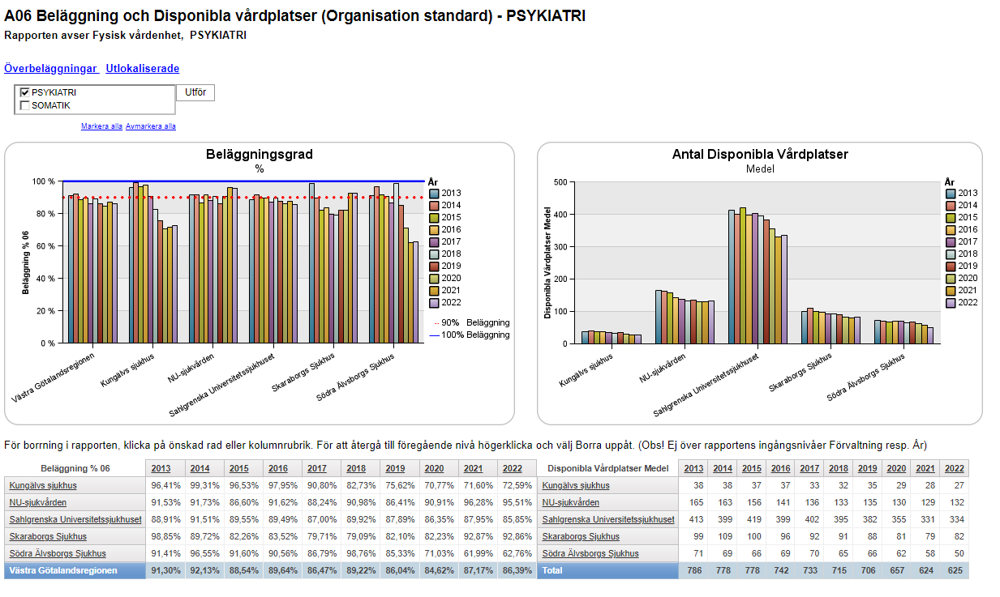 A06 Beläggning och Disponibla vårdplatser (Organisation standard) - PSYKIATRI
Rapporten avser Fysisk vårdenhet, PSYKIATRI
Överbeläggningar Utlokaliserade
PSYKIATRI
SOMATIK
Utför
Markera alla Avmarkera alla
Beläggningsgrad
%
Beläggning % 06
100 %
80 %
60 %
40 %
20 %
0 %
Västra Götalandsregionen
Kungälvs sjukhus
NU-sjukvården
Sahlgrenska Universitetssjukhuset
Skaraborgs Sjukhus
Södra Älvsborgs Sjukhus
År
2013
2014
2015
2016
2017
2018
2019
2020
2021
2022
90% Beläggning
100% Beläggning
Antal Disponibla Vårdplatser
Medel
Disponibla Vårdplatser Medel
500
400
300
200
100
0
Kungälvs sjukhus
NU-sjukvården
Sahlgrenska Universitetssjukhuset
Skaraborgs Sjukhus
Södra Älvsborgs Sjukhus
År
2013
2014
2015
2016
2017
2018
2019
2020
2021
2022
För borrning i rapporten, klicka på önskad rad eller kolumnrubrik. För att återgå till föregående nivå högerklicka och välj Borra uppåt. (Obs! Ej över rapportens ingångsnivåer Förvaltning resp. År)
Beläggning % 06 2013 2014 2015 2016 2017 2018 2019 2020 2021 2022
Kungälvs sjukhus 96,41% 99,31% 96,53% 97,95% 90,80% 82,73% 75,62% 70,77% 71,60% 72,59%
NU-sjukvården 91,53% 91,73% 86,60% 91,62% 88,24% 90,98% 86,41% 90,91% 96,28% 95,51%
Sahlgrenska Universitetssjukhuset 88,91% 91,51% 89,55% 89,49% 87,00% 89,92% 87,89% 86,35% 87,95% 85,85%
Skaraborgs Sjukhus 98,85% 89,72% 82,26% 83,52% 79,71% 79,09% 82,10% 82,23% 92,87% 92,86%
Södra Älvsborgs Sjukhus 91,41% 96,55% 91,60% 90,56% 86,79% 98,76% 85,33% 71,03% 61,99% 62,76%
Västra Götalandsregionen 91,30% 92,13% 88,54% 89,64% 86,47% 89,22% 86,04% 84,62% 87,17% 86,39%
Disponibla Vårdplatser Medel 2013 2014 2015 2016 2017 2018 2019 2020 2021 2022
Kungälvs sjukhus 38 38 37 37 33 32 35 29 28 27
NU-sjukvården 165 163 156 141 136 133 135 130 129 132
Sahlgrenska Universitetssjukhuset 413 399 419 399 402 395 382 355 331 334
Skaraborgs Sjukhus 99 109 100 96 92 91 88 81 79 82
Södra Älvsborgs Sjukhus 71 69 66 69 70 65 66 62 58 50
Total 786 778 778 742 733 715 706 657 624 625